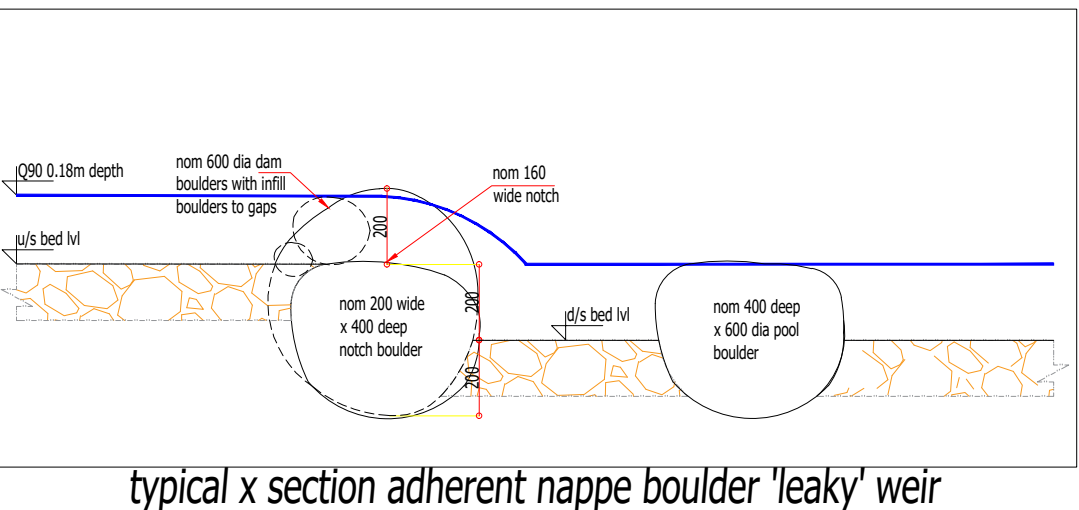 Q90 0.18m depth
nom 600 dia dam
boulders with infill
boulders to gaps
nom 160
wide notch
200
u/s bed lvl
nom 200 wide
x 400 deep
notch boulder
200
d/s bed lvl
nom 400 deep
x 600 dia pool
boulder
200
typical x section adherent nappe boulder 'leaky' weir